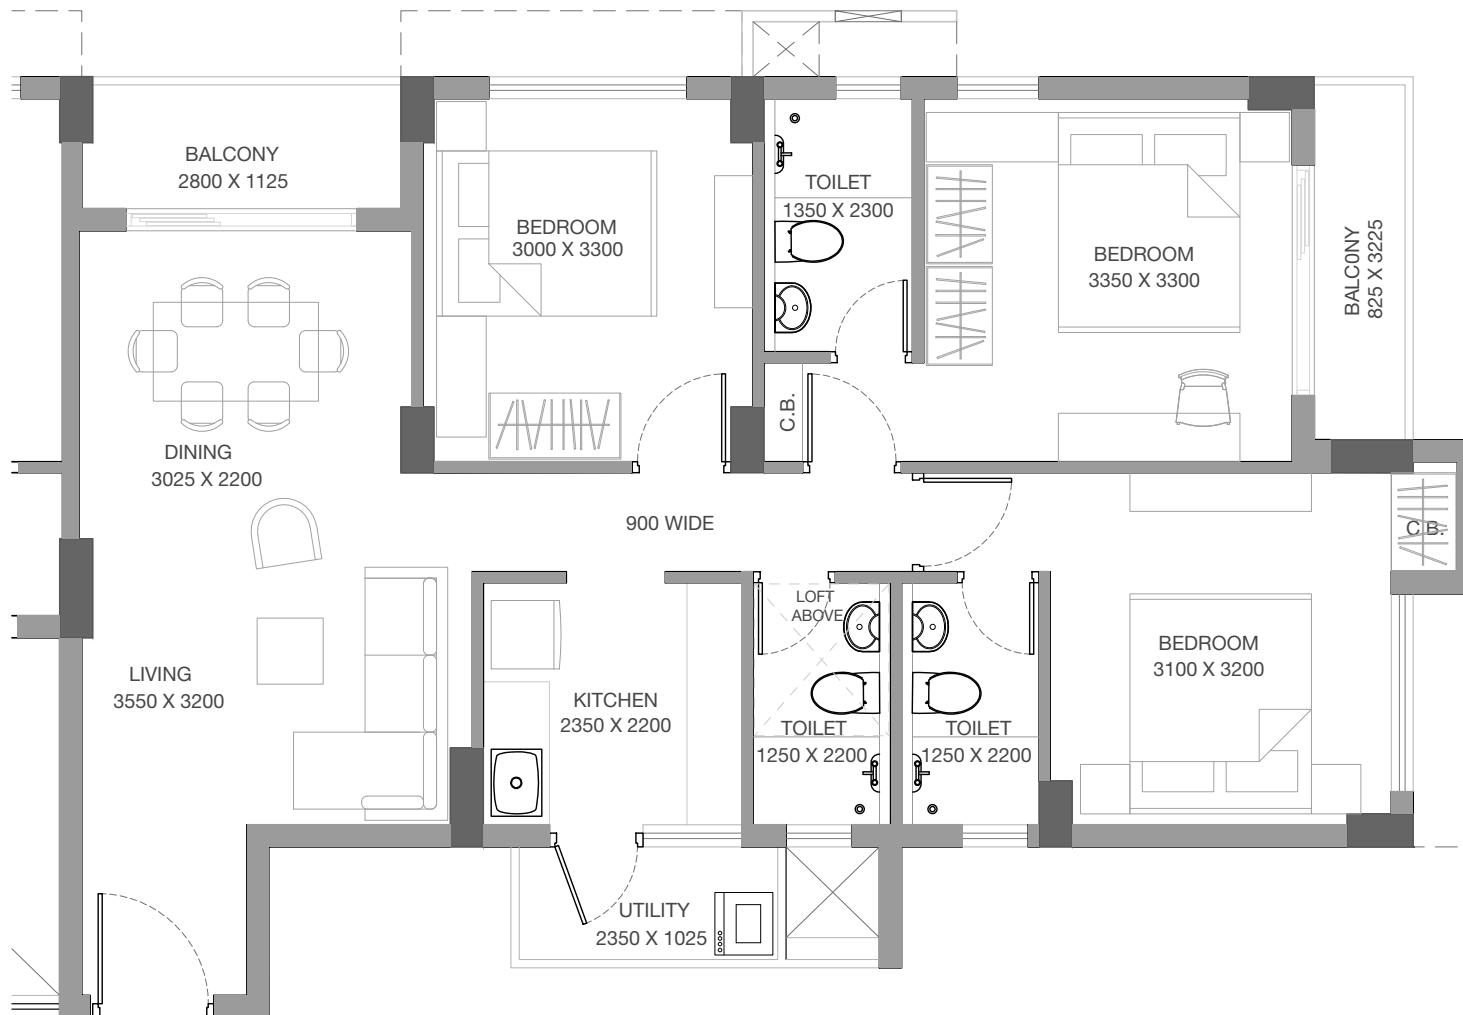 BALCONY
2800 X 1125
BEDROOM
3000 X 3300
TOILET
1350 X 2300
BEDROOM
3350 X 3300
BALCONY
825 X 3225
DINING
3025 X 2200
C.B.
900 WIDE
C.B.
LOFT
ABOVE
LIVING
3550 X 3200
KITCHEN
2350 X 2200
TOILET
1250 X 2200
TOILET
1250 X 2200
BEDROOM
3100 X 3200
UTILITY
2350 X 1025